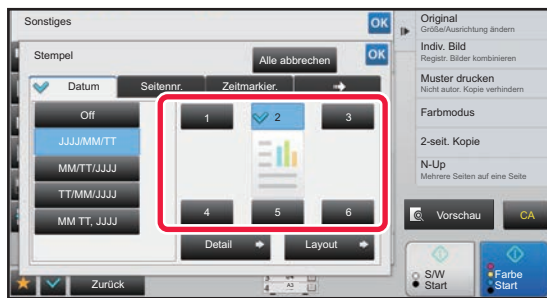 Sonstiges
OK
Stempel
Alle abbrechen
OK
Datum
Seitennr.
Zeitmarkier.
Off
JJJJ/MM/TT
MM/TT/JJJJ
TT/MM/JJJJ
MM TT, JJJJ
1
2
3
4
5
6
Detail
Layout
Zurück
Original
Größe/Ausrichtung ändern
Indiv. Bild
Registr. Bilder kombinieren
Muster drucken
Nicht autor. Kopie verhindern
Farbmodus
2-seit. Kopie
N-Up
Mehrere Seiten auf eine Seite
Vorschau
CA
S/W
Start
Farbe
Start